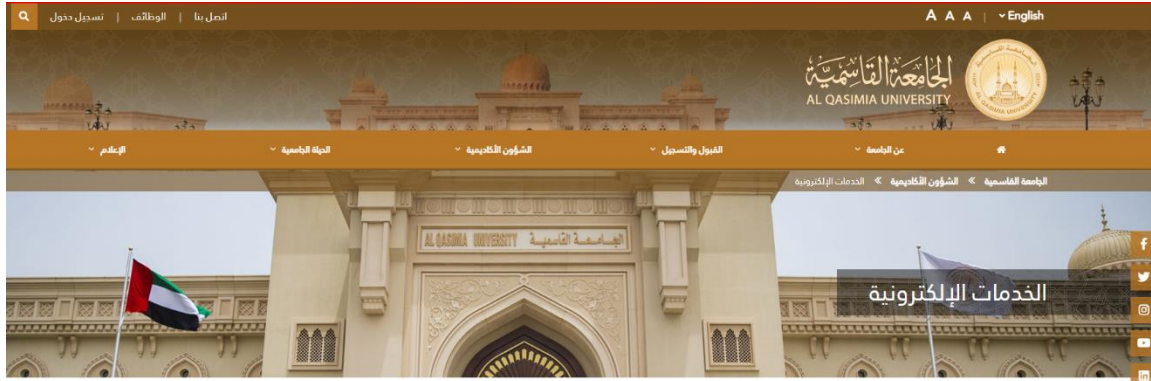 English | A A A
اتصل بنا | الوظائف | تسجيل دخول
الجامعة القاسمية
AL QASIMIA UNIVERSITY
عن الجامعة
القبول والتسجيل
الشؤون الأكاديمية
الحياة الجامعية
الإعلام
الجامعة القاسمية » الشؤون الأكاديمية » الخدمات الإلكترونية
AL QASIMIA UNIVERSITY الجامعة القاسمية
الخدمات الإلكترونية